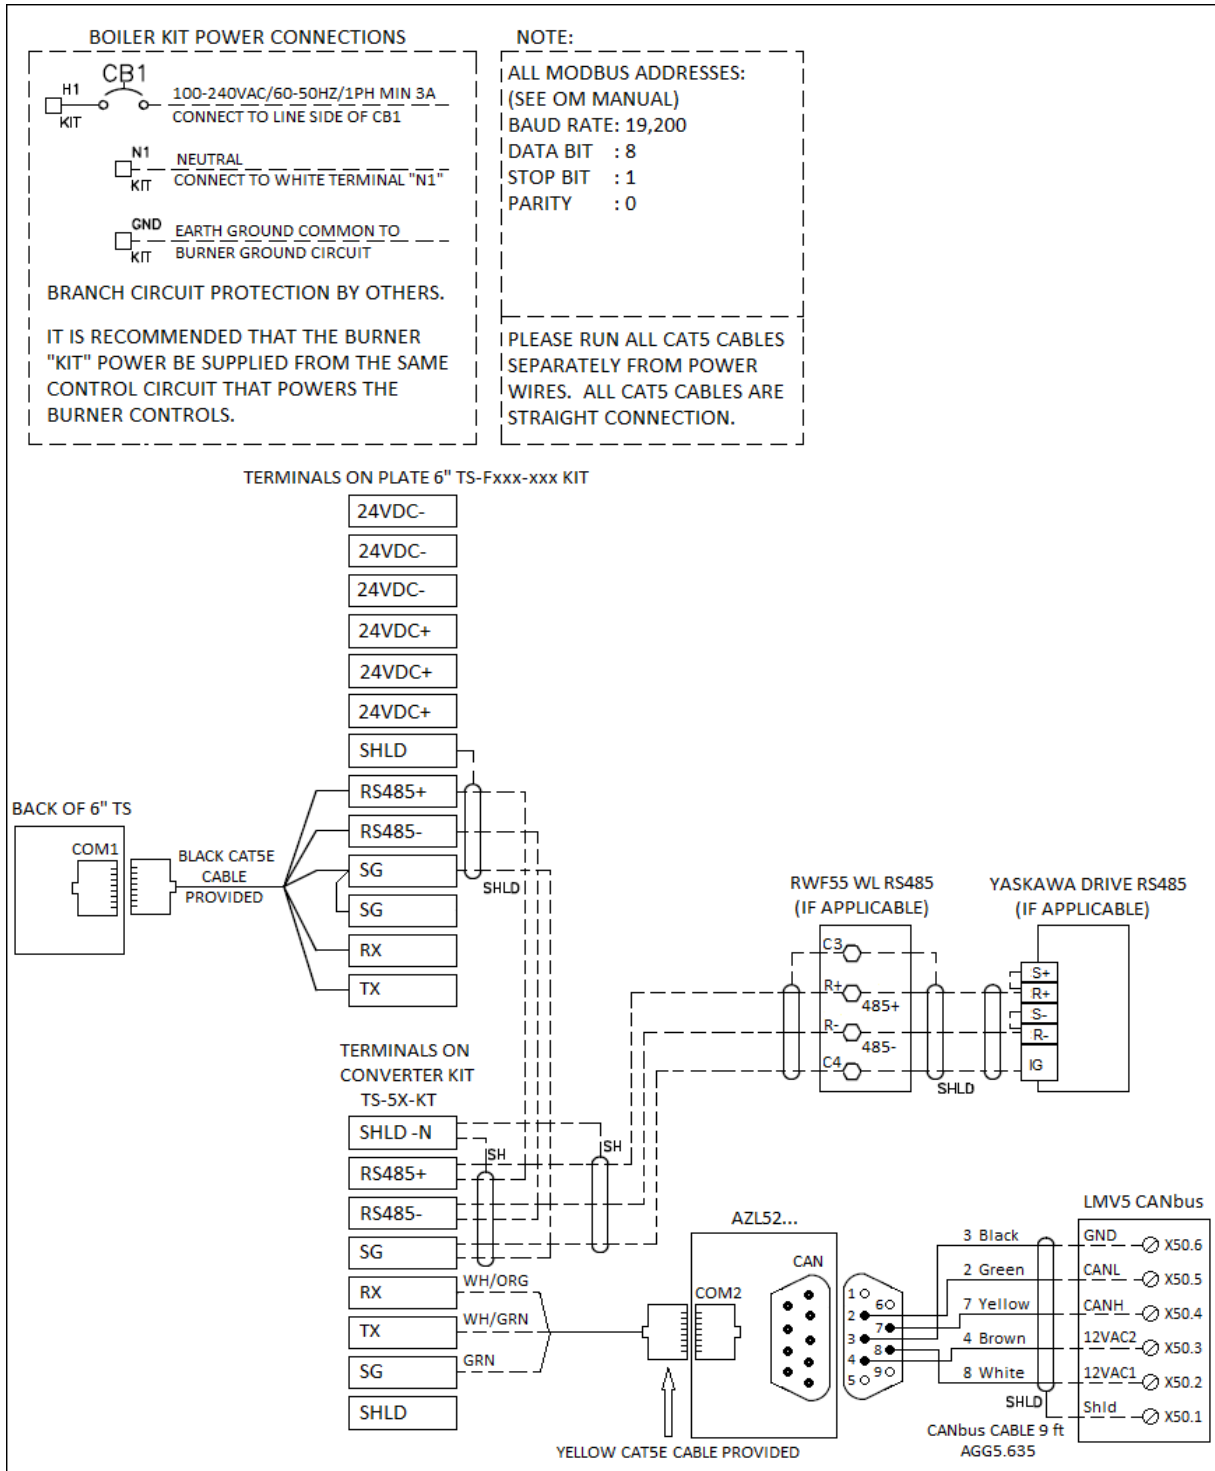 BOILER KIT POWER CONNECTIONS
CB1
H1
KIT
100-240VAC/60-50HZ/1PH MIN 3A
CONNECT TO LINE SIDE OF CB1
N1
KIT
NEUTRAL
CONNECT TO WHITE TERMINAL "N1"
GND
KIT
EARTH GROUND COMMON TO
BURNER GROUND CIRCUIT
BRANCH CIRCUIT PROTECTION BY OTHERS.
IT IS RECOMMENDED THAT THE BURNER
"KIT" POWER BE SUPPLIED FROM THE SAME
CONTROL CIRCUIT THAT POWERS THE
BURNER CONTROLS.
NOTE:
ALL MODBUS ADDRESSES:
(SEE OM MANUAL)
BAUD RATE: 19,200
DATA BIT : 8
STOP BIT : 1
PARITY : 0
PLEASE RUN ALL CAT5 CABLES
SEPARATELY FROM POWER
WIRES. ALL CAT5 CABLES ARE
STRAIGHT CONNECTION.
TERMINALS ON PLATE 6" TS-Fxxx-xxx KIT
24VDC-
24VDC-
24VDC-
24VDC+
24VDC+
24VDC+
SHLD
RS485+
RS485-
SG
SG
RX
TX
SHLD
BACK OF 6" TS
COM1
BLACK CAT5E
CABLE
PROVIDED
RWF55 WL RS485
(IF APPLICABLE)
C3
R+
485+
R-
485-
C4
SHLD
YASKAWA DRIVE RS485
(IF APPLICABLE)
S+
R+
S-
R-
IG
TERMINALS ON
CONVERTER KIT
TS-5X-KT
SHLD -N
RS485+
RS485-
SG
RX
TX
SG
SHLD
SH
SH
WH/ORG
WH/GRN
GRN
YELLOW CAT5E CABLE PROVIDED
AZL52...
COM2
CAN
1
2
3
4
5
6
7
8
9
3 Black
2 Green
7 Yellow
4 Brown
8 White
SHLD
CANbus CABLE 9 ft
AGG5.635
LMV5 CANbus
GND X50.6
CANL X50.5
CANH X50.4
12VAC2 X50.3
12VAC1 X50.2
Shld X50.1